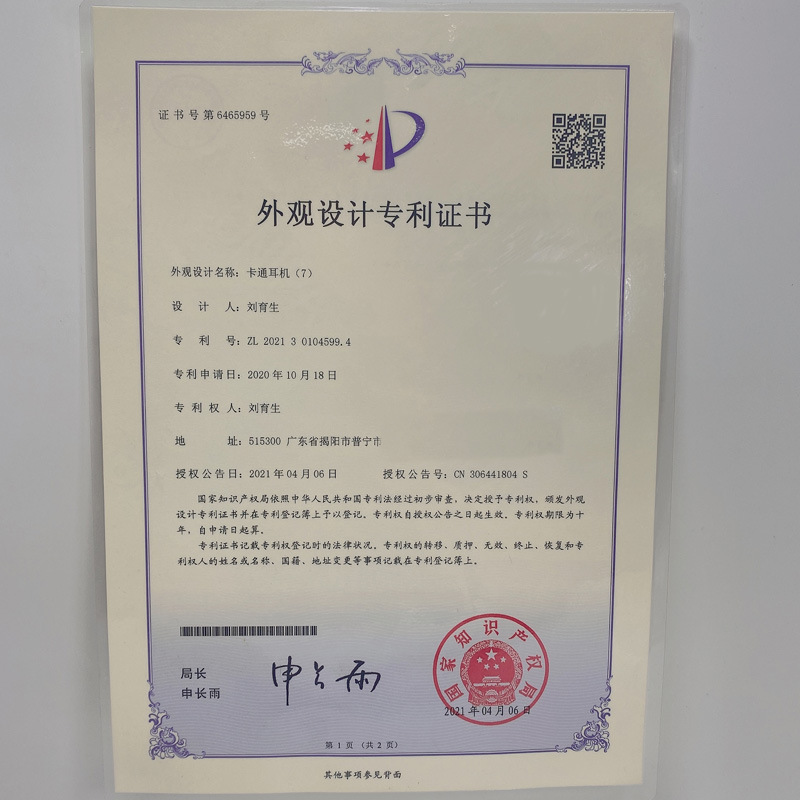 证书号第6465959号
外观设计专利证书
外观设计名称：卡通耳机（7）
设 计 人：刘育生
专 利 号：ZL 2021 3 0104599.4
专利申请日：2020年10月18日
专 利 权 人：刘育生
地 址：515300 广东省揭阳市普宁市
授权公告日：2021年04月06日 授权公告号：CN 306441804 S
国家知识产权局依照中华人民共和国专利法经过初步审查，决定授予专利权，颁发外观
设计专利证书并在专利登记簿上予以登记。专利权自授权公告之日起生效。专利权期限为十
年，自申请日起算。
专利证书记载专利权登记时的法律状况。专利权的转移、质押、无效、终止、恢复和专
利权人的姓名或名称、国籍、地址变更等事项记载在专利登记簿上。
局长
申长雨
申长雨
国家知识产权局
2021年04月06日
第 1 页（共 2 页）
其他事项参见背面